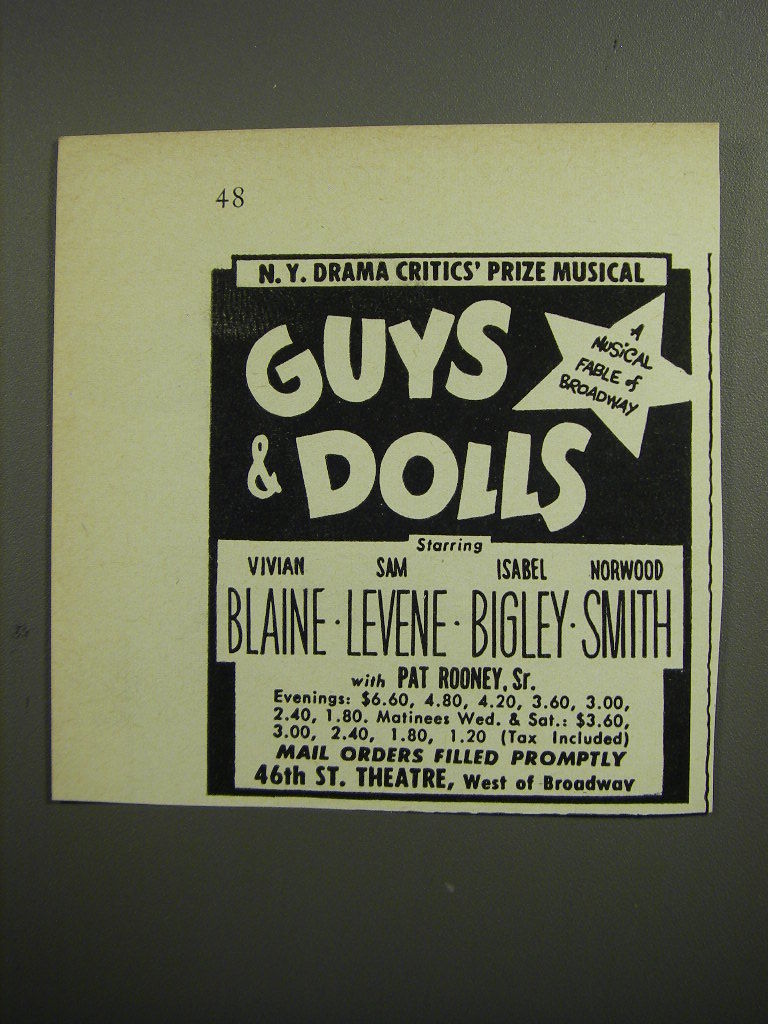 48
N. Y. DRAMA CRITICS' PRIZE MUSICAL
GUYS
& DOLLS
A
MUSICAL
FABLE of
BROADWAY
Starring
VIVIAN SAM ISABEL NORWOOD
BLAINE · LEVENE · BIGLEY · SMITH
with PAT ROONEY, Sr.
Evenings: $6.60, 4.80, 4.20, 3.60, 3.00,
2.40, 1.80. Matinees Wed. & Sat.: $3.60,
3.00, 2.40, 1.80, 1.20 (Tax Included)
MAIL ORDERS FILLED PROMPTLY
46th ST. THEATRE, West of Broadway